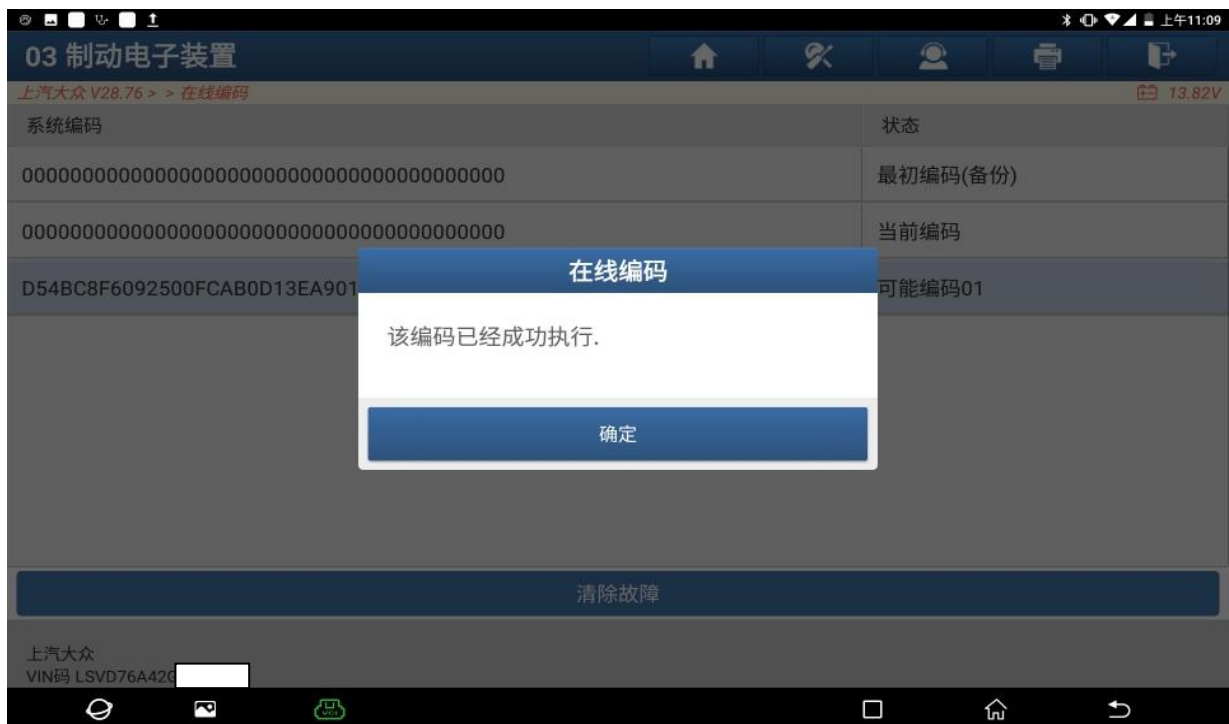 上午11:09
03 制动电子装置
上汽大众 V28.76 > > 在线编码
13.82V
系统编码 状态
0000000000000000000000000000000000000000 最初编码(备份)
0000000000000000000000000000000000000000 当前编码
D54BC8F6092500FCAB0D13EA901 可能编码01
在线编码
该编码已经成功执行.
确定
清除故障
上汽大众
VIN码 LSVD76A42G
VCI